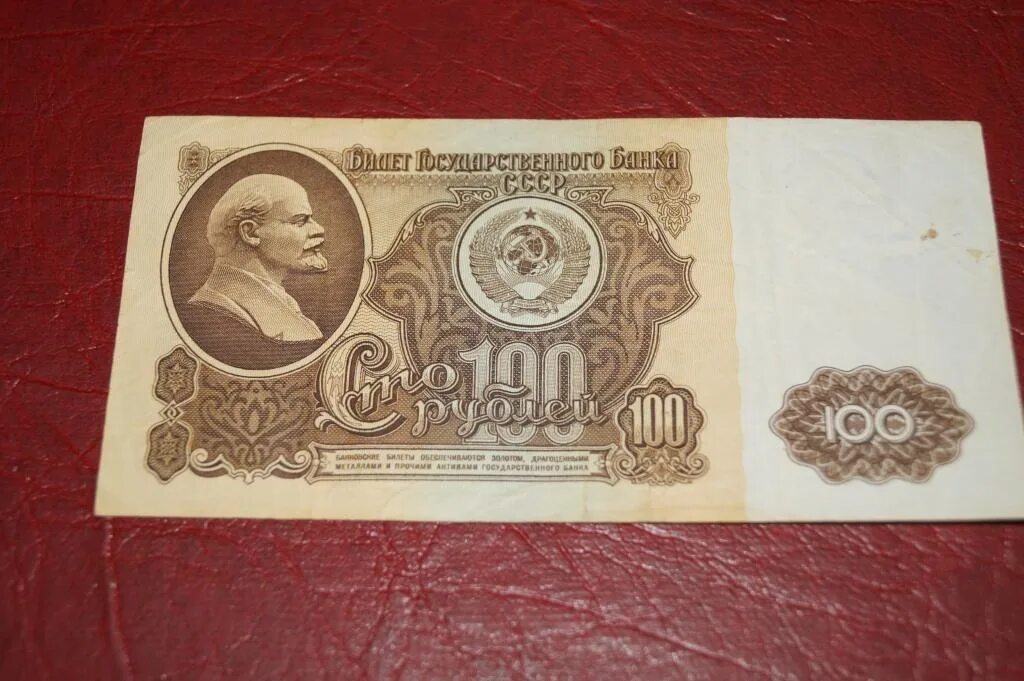 Билет Государственного Банка
СССР
100
Сто
рублей
100
100
БАНКОВСКИЕ БИЛЕТЫ ОБЕСПЕЧИВАЮТСЯ ЗОЛОТОМ, ДРАГОЦЕННЫМИ
МЕТАЛЛАМИ И ПРОЧИМИ АКТИВАМИ ГОСУДАРСТВЕННОГО БАНКА